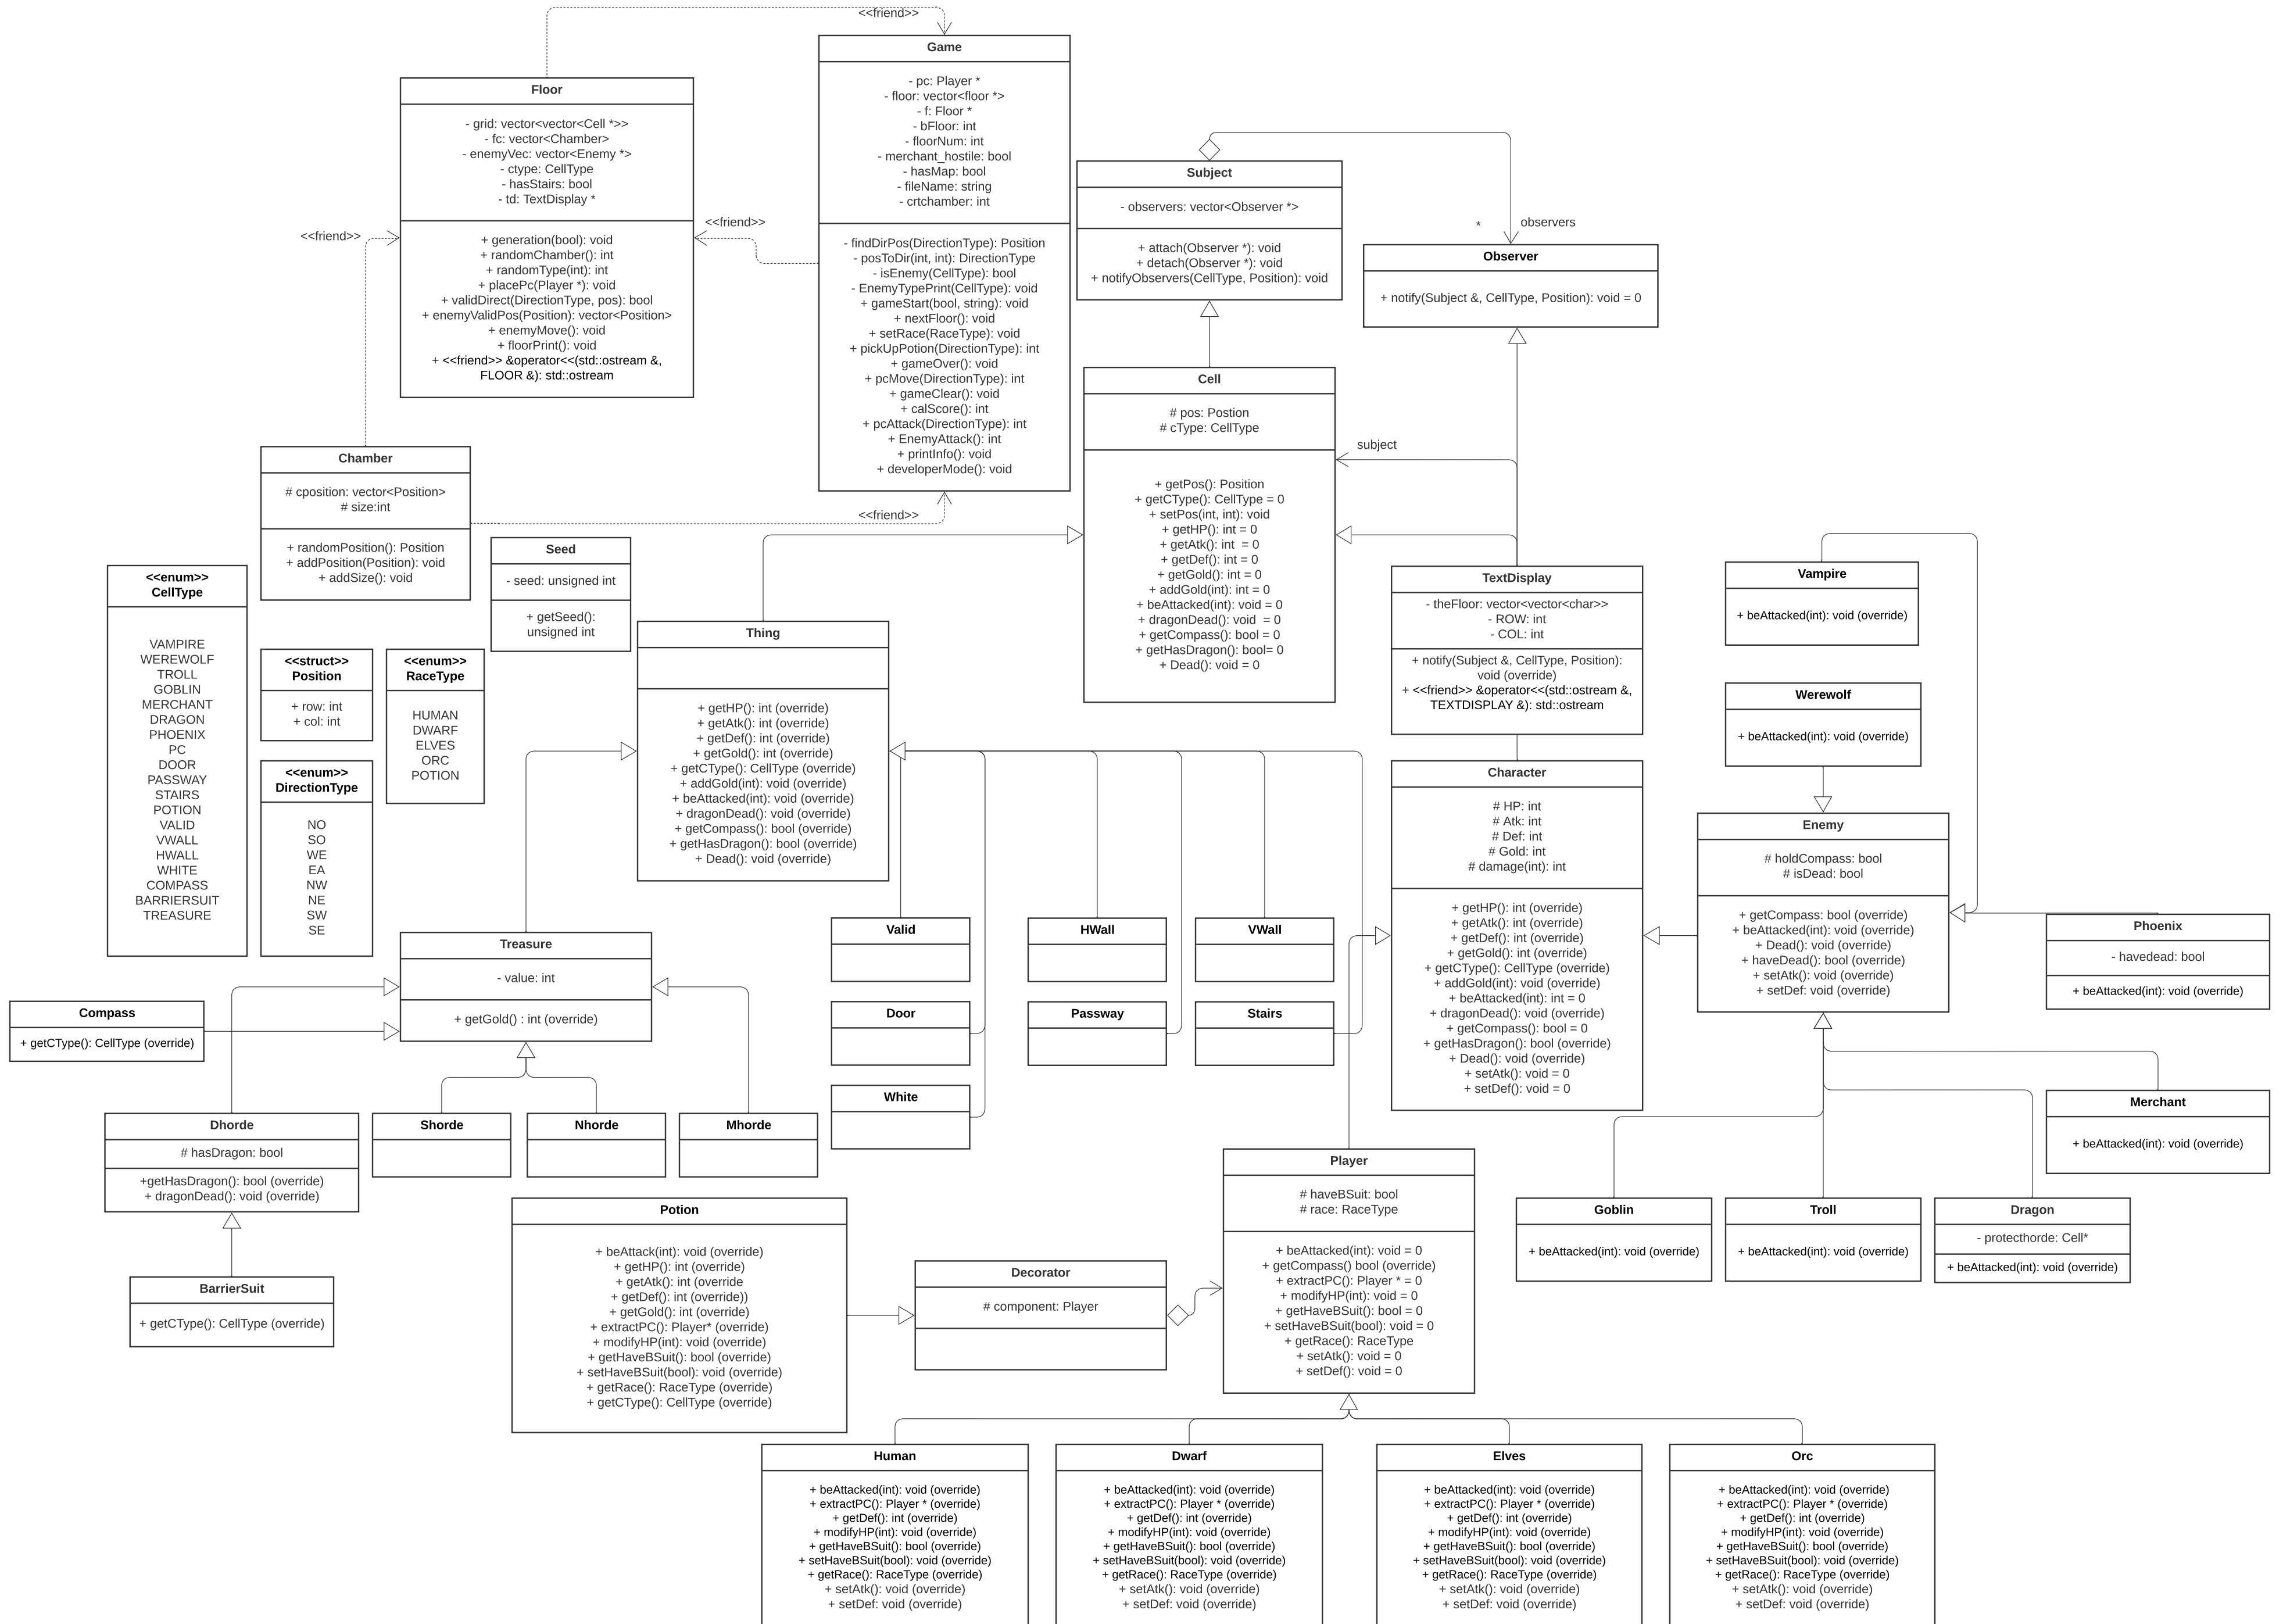 <<friend>>
Game
- pc: Player *
- floor: vector<floor *>
- f: Floor *
- bFloor: int
- floorNum: int
- merchant_hostile: bool
- hasMap: bool
- fileName: string
- crtchamber: int
- findDirPos(DirectionType): Position
- posToDir(int, int): DirectionType
- isEnemy(CellType): bool
- EnemyTypePrint(CellType): void
+ gameStart(bool, string): void
+ nextFloor(): void
+ setRace(RaceType): void
+ pickUpPotion(DirectionType): int
+ gameOver(): void
+ pcMove(DirectionType): int
+ gameClear(): void
+ calScore(): int
+ pcAttack(DirectionType): int
+ EnemyAttack(): int
+ printInfo(): void
+ developerMode(): void
Floor
- grid: vector<vector<Cell *>>
- fc: vector<Chamber>
- enemyVec: vector<Enemy *>
- ctype: CellType
- hasStairs: bool
- td: TextDisplay *
+ generation(bool): void
+ randomChamber(): int
+ randomType(int): int
+ placePc(Player *): void
+ validDirect(DirectionType, pos): bool
+ enemyValidPos(Position): vector<Position>
+ enemyMove(): void
+ floorPrint(): void
+ <<friend>> &operator<<(std::ostream &,
FLOOR &): std::ostream
<<friend>>
<<friend>>
<<friend>>
Subject
- observers: vector<Observer *>
+ attach(Observer *): void
+ detach(Observer *): void
+ notifyObservers(CellType, Position): void
*
observers
Observer
+ notify(Subject &, CellType, Position): void = 0
Cell
# pos: Postion
# cType: CellType
+ getPos(): Position
+ getCType(): CellType = 0
+ setPos(int, int): void
+ getHP(): int = 0
+ getAtk(): int  = 0
+ getDef(): int = 0
+ getGold(): int = 0
+ addGold(int): int = 0
+ beAttacked(int): void = 0
+ dragonDead(): void  = 0
+ getCompass(): bool = 0
+ getHasDragon(): bool= 0
+ Dead(): void = 0
subject
Chamber
# cposition: vector<Position>
# size:int
+ randomPosition(): Position
+ addPosition(Position): void
+ addSize(): void
Seed
- seed: unsigned int
+ getSeed():
unsigned int
<<enum>>
CellType
VAMPIRE
WEREWOLF
TROLL
GOBLIN
MERCHANT
DRAGON
PHOENIX
PC
DOOR
PASSWAY
STAIRS
POTION
VALID
VWALL
HWALL
WHITE
COMPASS
BARRIERSUIT
TREASURE
<<struct>>
Position
+ row: int
+ col: int
<<enum>>
RaceType
HUMAN
DWARF
ELVES
ORC
POTION
<<enum>>
DirectionType
NO
SO
WE
EA
NW
NE
SW
SE
Thing
+ getHP(): int (override)
+ getAtk(): int (override)
+ getDef(): int (override)
+ getGold(): int (override)
+ getCType(): CellType (override)
+ addGold(int): void (override)
+ beAttacked(int): void (override)
+ dragonDead(): void (override)
+ getCompass(): bool (override)
+ getHasDragon(): bool (override)
+ Dead(): void (override)
TextDisplay
- theFloor: vector<vector<char>>
- ROW: int
- COL: int
+ notify(Subject &, CellType, Position):
void (override)
+ <<friend>> &operator<<(std::ostream &,
TEXTDISPLAY &): std::ostream
Vampire
+ beAttacked(int): void (override)
Werewolf
+ beAttacked(int): void (override)
Character
# HP: int
# Atk: int
# Def: int
# Gold: int
# damage(int): int
+ getHP(): int (override)
+ getAtk(): int (override)
+ getDef(): int (override)
+ getGold(): int (override)
+ getCType(): CellType (override)
+ addGold(int): void (override)
+ beAttacked(int): int = 0
+ dragonDead(): void (override)
+ getCompass(): bool = 0
+ getHasDragon(): bool (override)
+ Dead(): void (override)
+ setAtk(): void = 0
+ setDef(): void = 0
Enemy
# holdCompass: bool
# isDead: bool
+ getCompass: bool (override)
+ beAttacked(int): void (override)
+ Dead(): void (override)
+ haveDead(): bool (override)
+ setAtk(): void (override)
+ setDef: void (override)
Phoenix
- havedead: bool
+ beAttacked(int): void (override)
Treasure
- value: int
+ getGold() : int (override)
Compass
+ getCType(): CellType (override)
Valid
HWall
VWall
Door
Passway
Stairs
White
Dhorde
# hasDragon: bool
+getHasDragon(): bool (override)
+ dragonDead(): void (override)
Shorde
Nhorde
Mhorde
Merchant
+ beAttacked(int): void (override)
Goblin
+ beAttacked(int): void (override)
Troll
+ beAttacked(int): void (override)
Dragon
- protecthorde: Cell*
+ beAttacked(int): void (override)
Player
# haveBSuit: bool
# race: RaceType
+ beAttacked(int): void = 0
+ getCompass() bool (override)
+ extractPC(): Player * = 0
+ modifyHP(int): void = 0
+ getHaveBSuit(): bool = 0
+ setHaveBSuit(bool): void = 0
+ getRace(): RaceType
+ setAtk(): void = 0
+ setDef(): void = 0
Potion
+ beAttack(int): void (override)
+ getHP(): int (override)
+ getAtk(): int (override
+ getDef(): int (override))
+ getGold(): int (override)
+ extractPC(): Player* (override)
+ modifyHP(int): void (override)
+ getHaveBSuit(): bool (override)
+ setHaveBSuit(bool): void (override)
+ getRace(): RaceType (override)
+ getCType(): CellType (override)
Decorator
# component: Player
BarrierSuit
+ getCType(): CellType (override)
Human
+ beAttacked(int): void (override)
+ extractPC(): Player * (override)
+ getDef(): int (override)
+ modifyHP(int): void (override)
+ getHaveBSuit(): bool (override)
+ setHaveBSuit(bool): void (override)
+ getRace(): RaceType (override)
+ setAtk(): void (override)
+ setDef: void (override)
Dwarf
+ beAttacked(int): void (override)
+ extractPC(): Player * (override)
+ getDef(): int (override)
+ modifyHP(int): void (override)
+ getHaveBSuit(): bool (override)
+ setHaveBSuit(bool): void (override)
+ getRace(): RaceType (override)
+ setAtk(): void (override)
+ setDef: void (override)
Elves
+ beAttacked(int): void (override)
+ extractPC(): Player * (override)
+ getDef(): int (override)
+ modifyHP(int): void (override)
+ getHaveBSuit(): bool (override)
+ setHaveBSuit(bool): void (override)
+ getRace(): RaceType (override)
+ setAtk(): void (override)
+ setDef: void (override)
Orc
+ beAttacked(int): void (override)
+ extractPC(): Player * (override)
+ getDef(): int (override)
+ modifyHP(int): void (override)
+ getHaveBSuit(): bool (override)
+ setHaveBSuit(bool): void (override)
+ getRace(): RaceType (override)
+ setAtk(): void (override)
+ setDef: void (override)